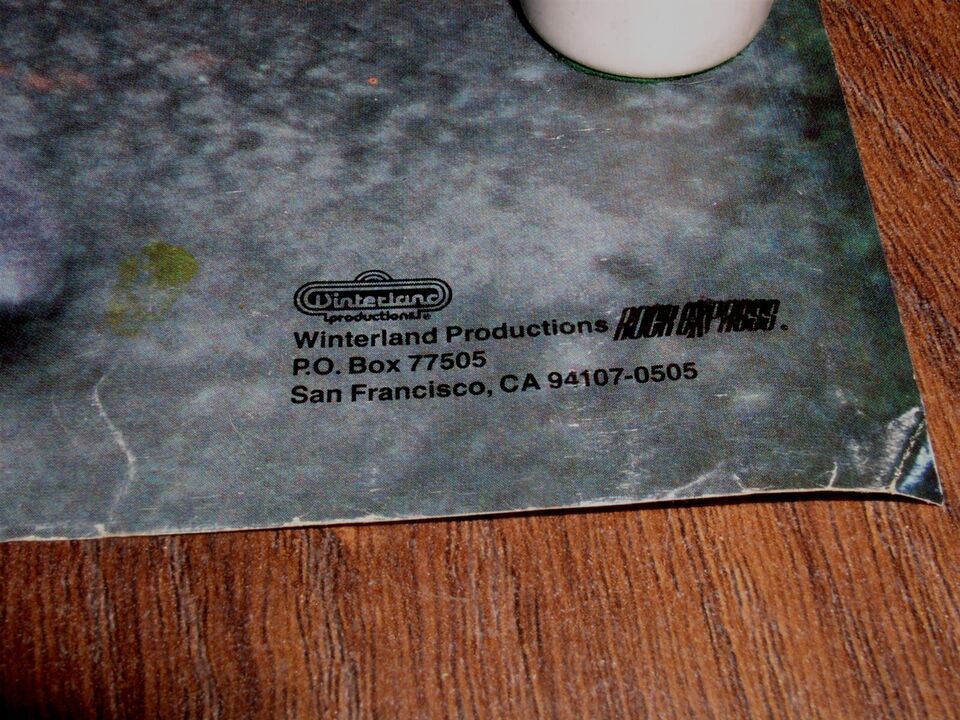 Winterland
productions®
Winterland Productions ROCK EXPRESS.
P.O. Box 77505
San Francisco, CA 94107-0505